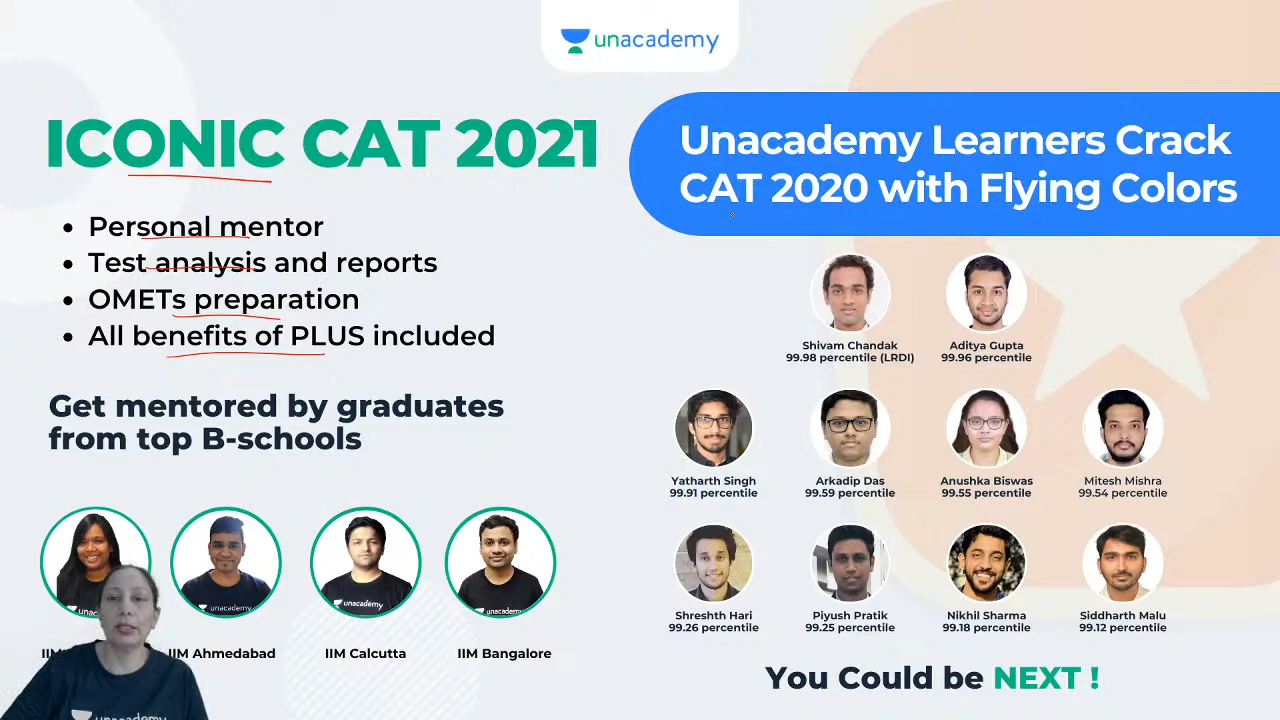 unacademy
ICONIC CAT 2021
Personal mentor
Test analysis and reports
OMETs preparation
All benefits of PLUS included
Get mentored by graduates
from top B-schools
unacademy
unacademy
unacademy
IIM Ahmedabad
IIM Calcutta
IIM Bangalore
unacademy
Unacademy Learners Crack
CAT 2020 with Flying Colors
Shivam Chandak
99.98 percentile (LRDI)
Aditya Gupta
99.96 percentile
Yatharth Singh
99.91 percentile
Arkadip Das
99.59 percentile
Anushka Biswas
99.55 percentile
Mitesh Mishra
99.54 percentile
Shreshth Hari
99.26 percentile
Piyush Pratik
99.25 percentile
Nikhil Sharma
99.18 percentile
Siddharth Malu
99.12 percentile
You Could be NEXT !